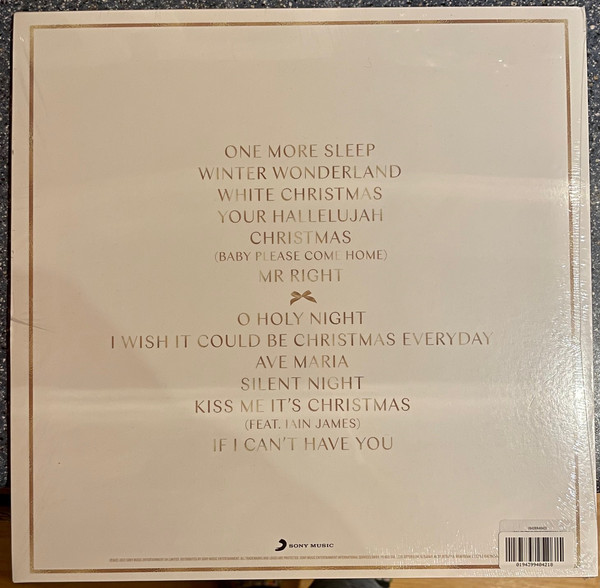 ONE MORE SLEEP
WINTER WONDERLAND
WHITE CHRISTMAS
YOUR HALLELUJAH
CHRISTMAS
(BABY PLEASE COME HOME)
MR RIGHT
O HOLY NIGHT
I WISH IT COULD BE CHRISTMAS EVERYDAY
AVE MARIA
SILENT NIGHT
KISS ME IT'S CHRISTMAS
(FEAT. IAIN JAMES)
IF I CAN'T HAVE YOU
SONY MUSIC
0194399404218